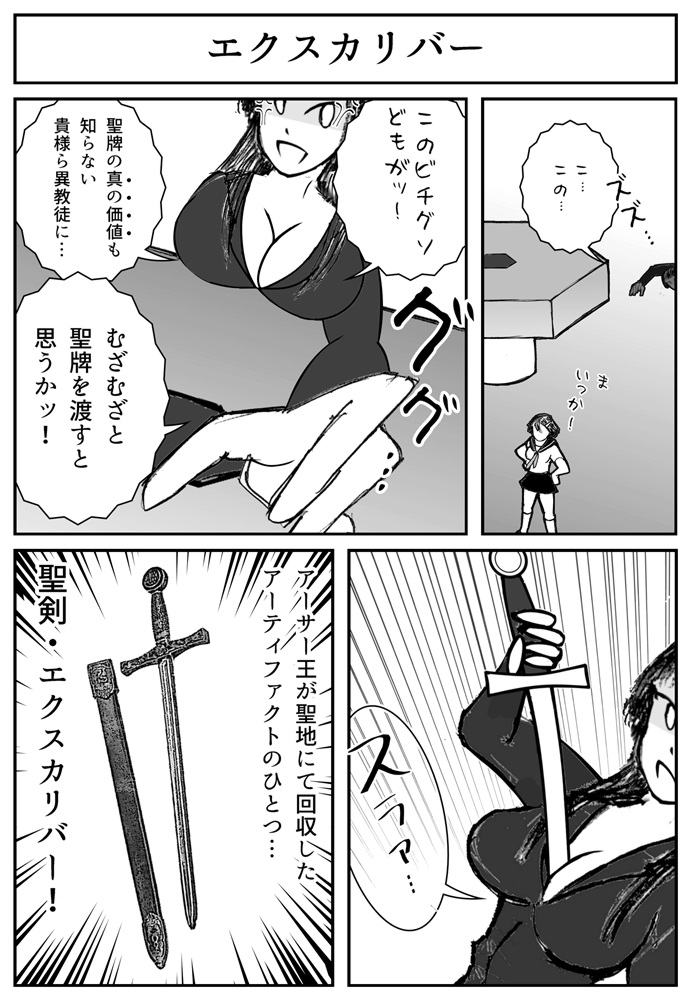 エクスカリバー
こ…
この…
ズズ…
まいっか！
このビチグソ
どもがッ！
聖牌の真の価値も
知らない
貴様ら異教徒に…
ググ…
むざむざと
聖牌を渡すと
思うかッ！
スラァ…
アーサー王が聖地にて回収した
アーティファクトのひとつ…
聖剣・エクスカリバー！